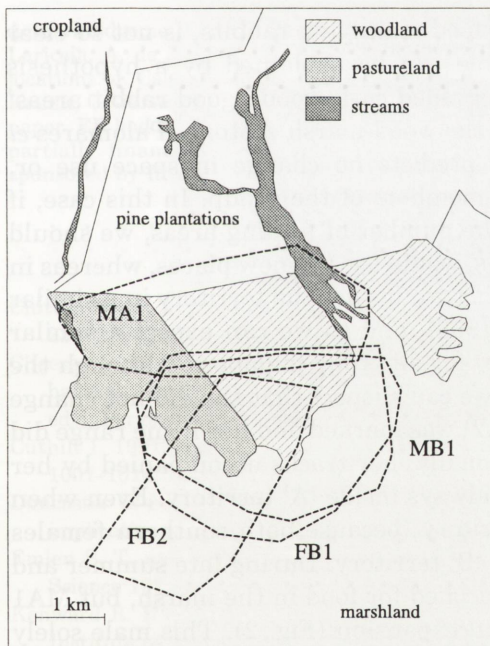 cropland
woodland
pastureland
streams
pine plantations
MA1
MB1
FB2
FB1
1 km
marshland